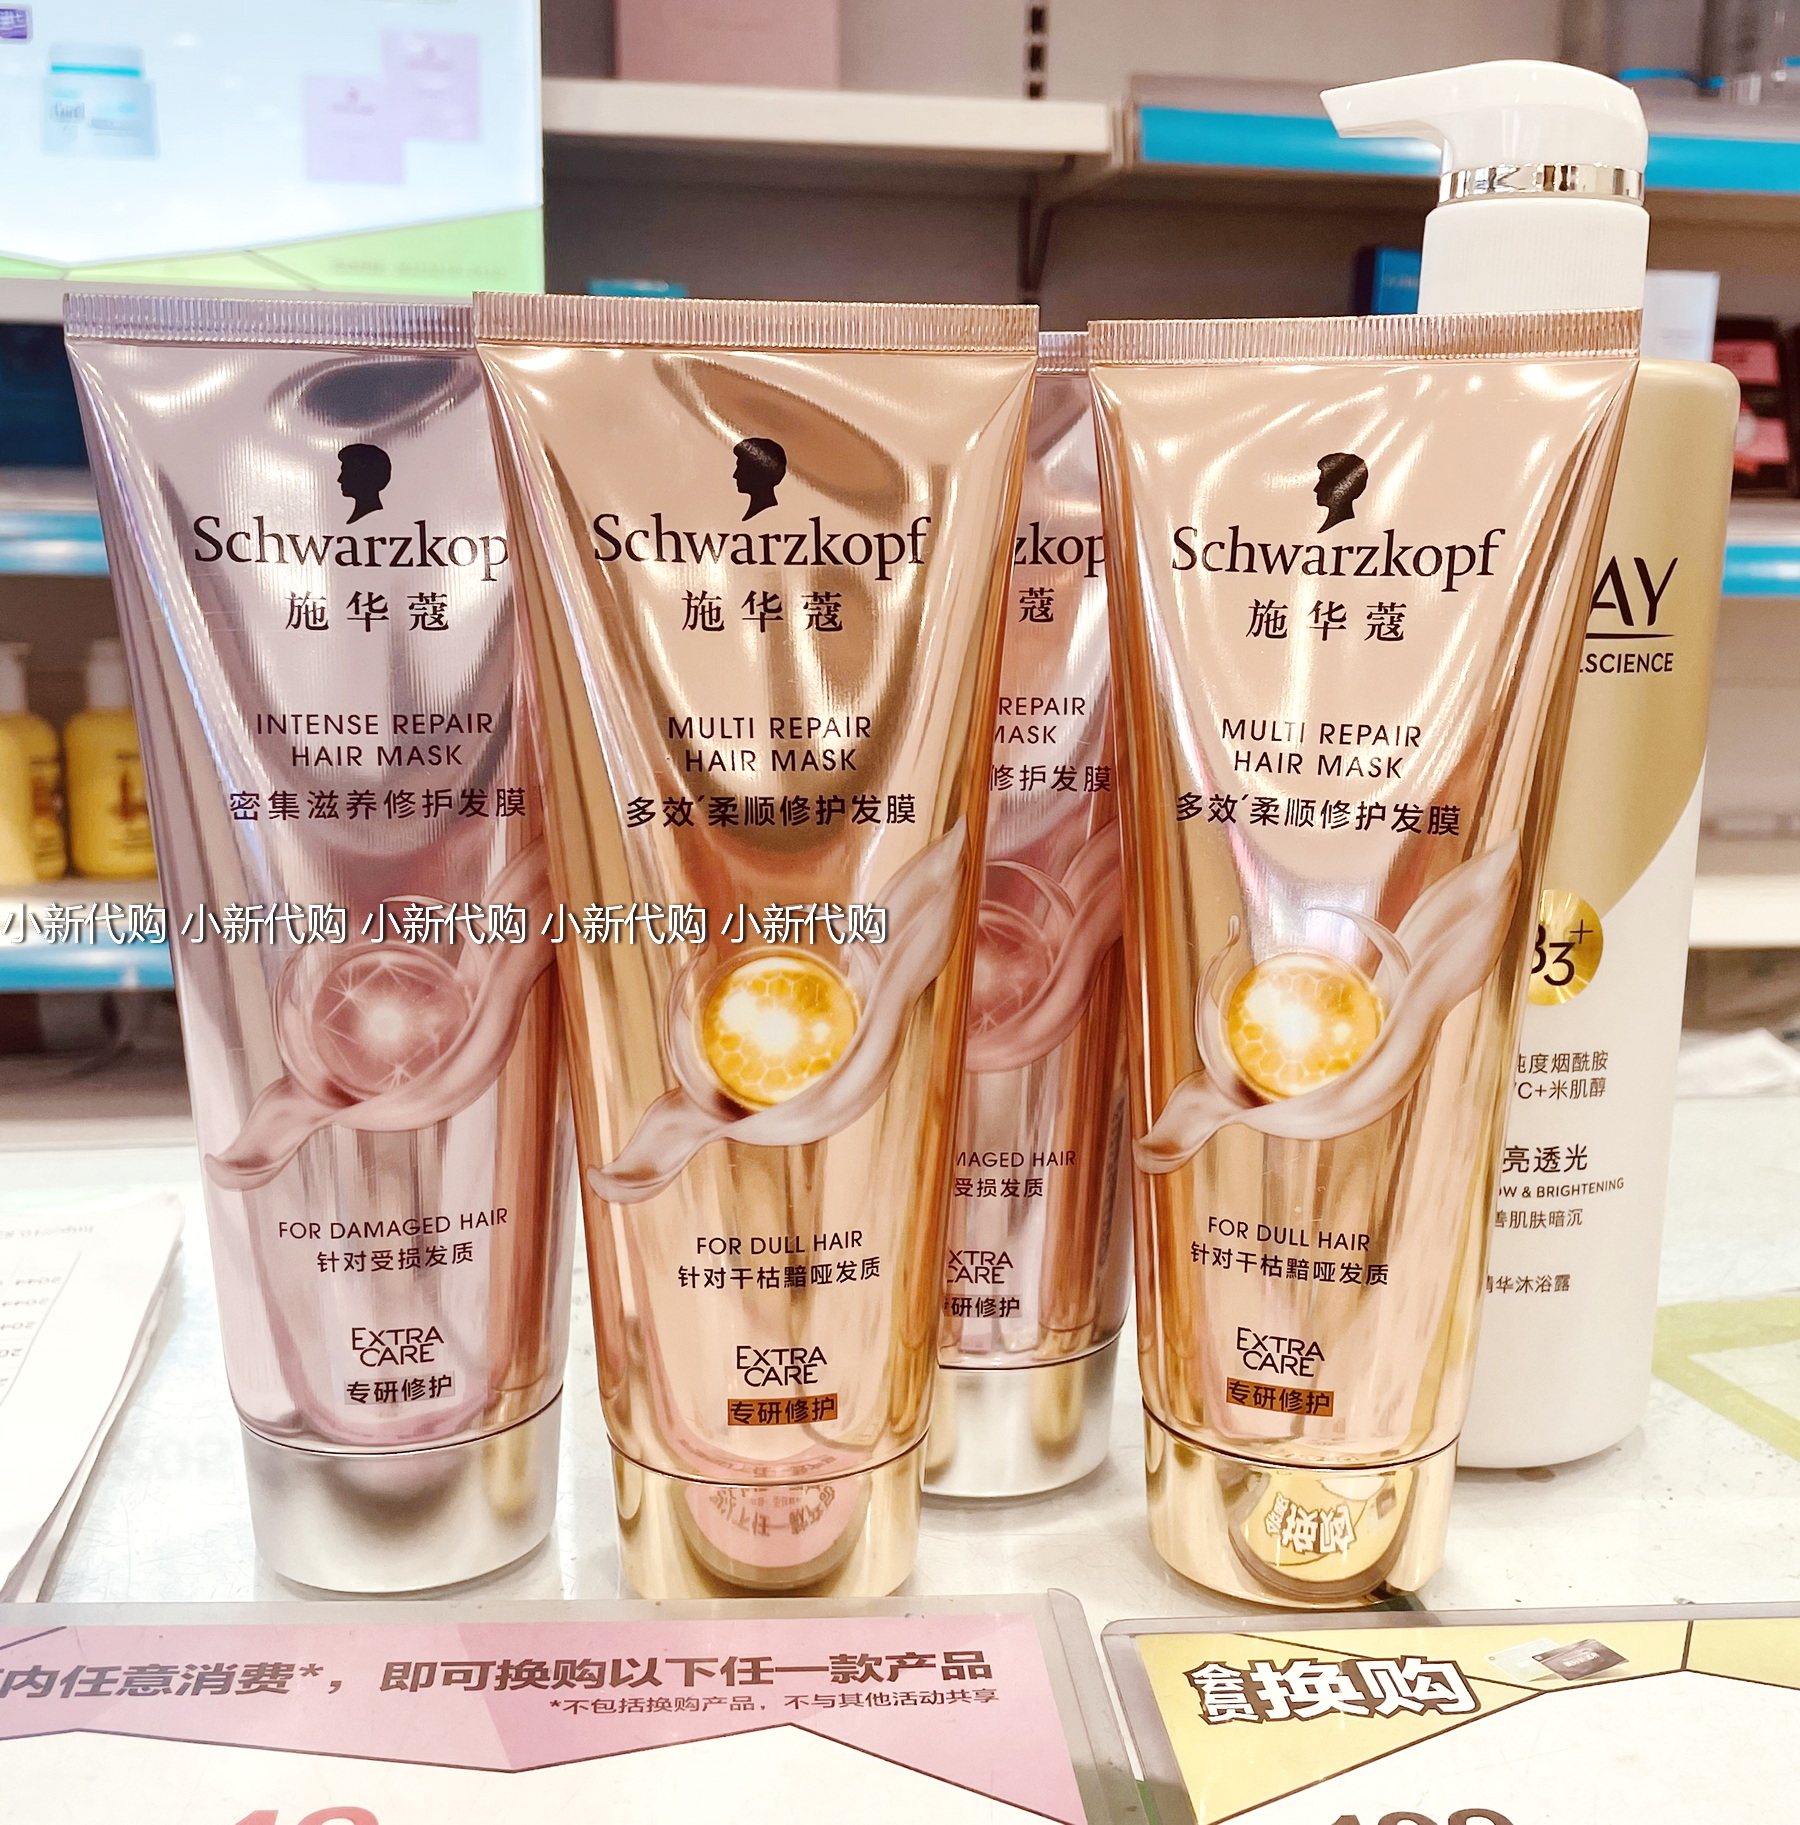 Schwarzkop
施华蔻
INTENSE REPAIR
HAIR MASK
密集滋养修护发膜
FOR DAMAGED HAIR
针对受损发质
EXTRA
CARE
专研修护
Schwarzkopf
施华蔻
MULTI REPAIR
HAIR MASK
多效柔顺修护发膜
FOR DULL HAIR
针对干枯黯哑发质
EXTRA
CARE
专研修护
zkop
蔻
REPAIR
MASK
修护发膜
MAGED HAIR
受损发质
XTRA
CARE
研修护
Schwarzkopf
施华蔻
MULTI REPAIR
HAIR MASK
多效柔顺修护发膜
FOR DULL HAIR
针对干枯黯哑发质
EXTRA
CARE
专研修护
AY
SCIENCE
B3+
纯度烟酰胺
VC+米肌醇
亮透光
OW & BRIGHTENING
善肌肤暗沉
精华沐浴露
小新代购 小新代购 小新代购 小新代购 小新代购
内任意消费*，即可换购以下任一款产品
*不包括换购产品，不与其他活动共享
会员换购